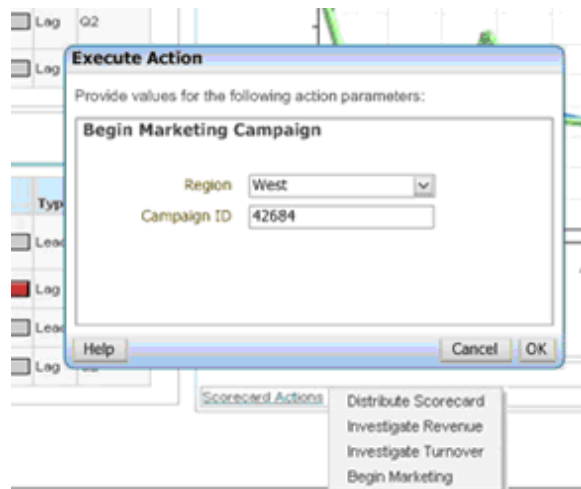 Lag Q2
Lag
Execute Action
Provide values for the following action parameters:
Begin Marketing Campaign
Region West
Campaign ID 42684
Typ
Lead
Lag
Lead
Help Cancel OK
Lag
Scorecard Actions
Distribute Scorecard
Investigate Revenue
Investigate Turnover
Begin Marketing